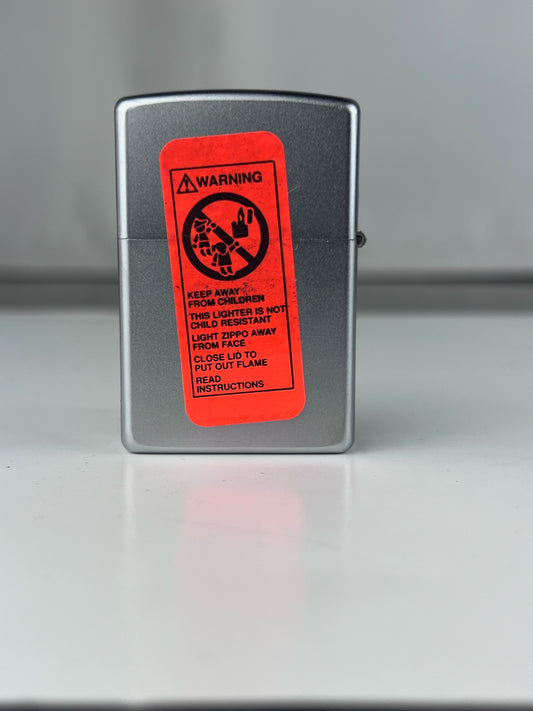 WARNING
KEEP AWAY
FROM CHILDREN
THIS LIGHTER IS NOT
CHILD RESISTANT
LIGHT ZIPPO AWAY
FROM FACE
CLOSE LID TO
PUT OUT FLAME
READ
INSTRUCTIONS